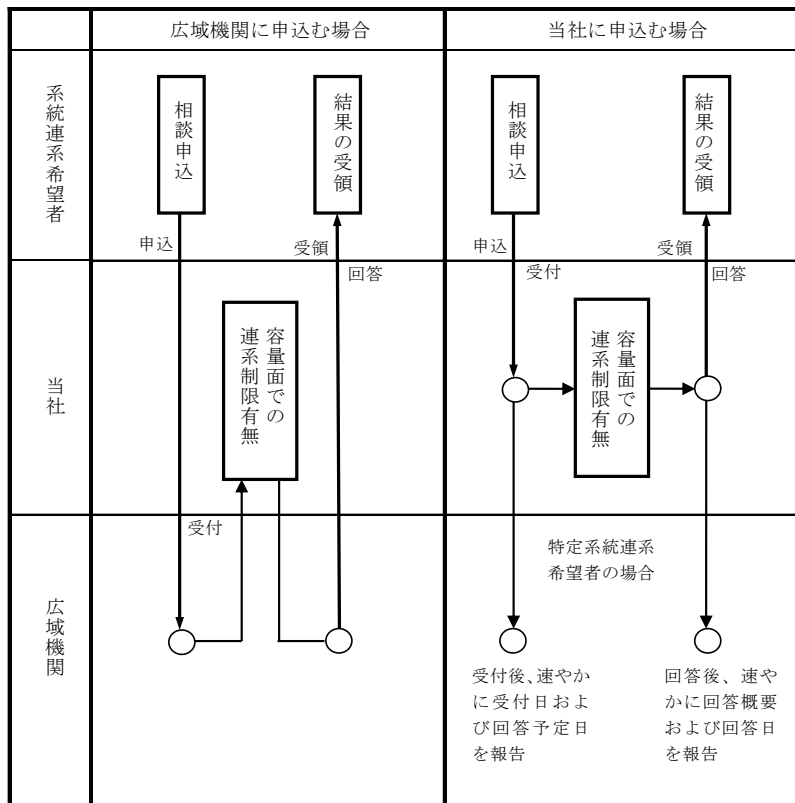 広域機関に申込む場合
当社に申込む場合
系統連系希望者
相談申込
結果の受領
相談申込
結果の受領
申込
受領
申込
受領
回答
受付
回答
当社
容量面での
連系制限有無
容量面での
連系制限有無
受付
広域機関
特定系統連系
希望者の場合
受付後、速やか
に受付日およ
び回答予定日
を報告
回答後、速や
かに回答概要
および回答日
を報告